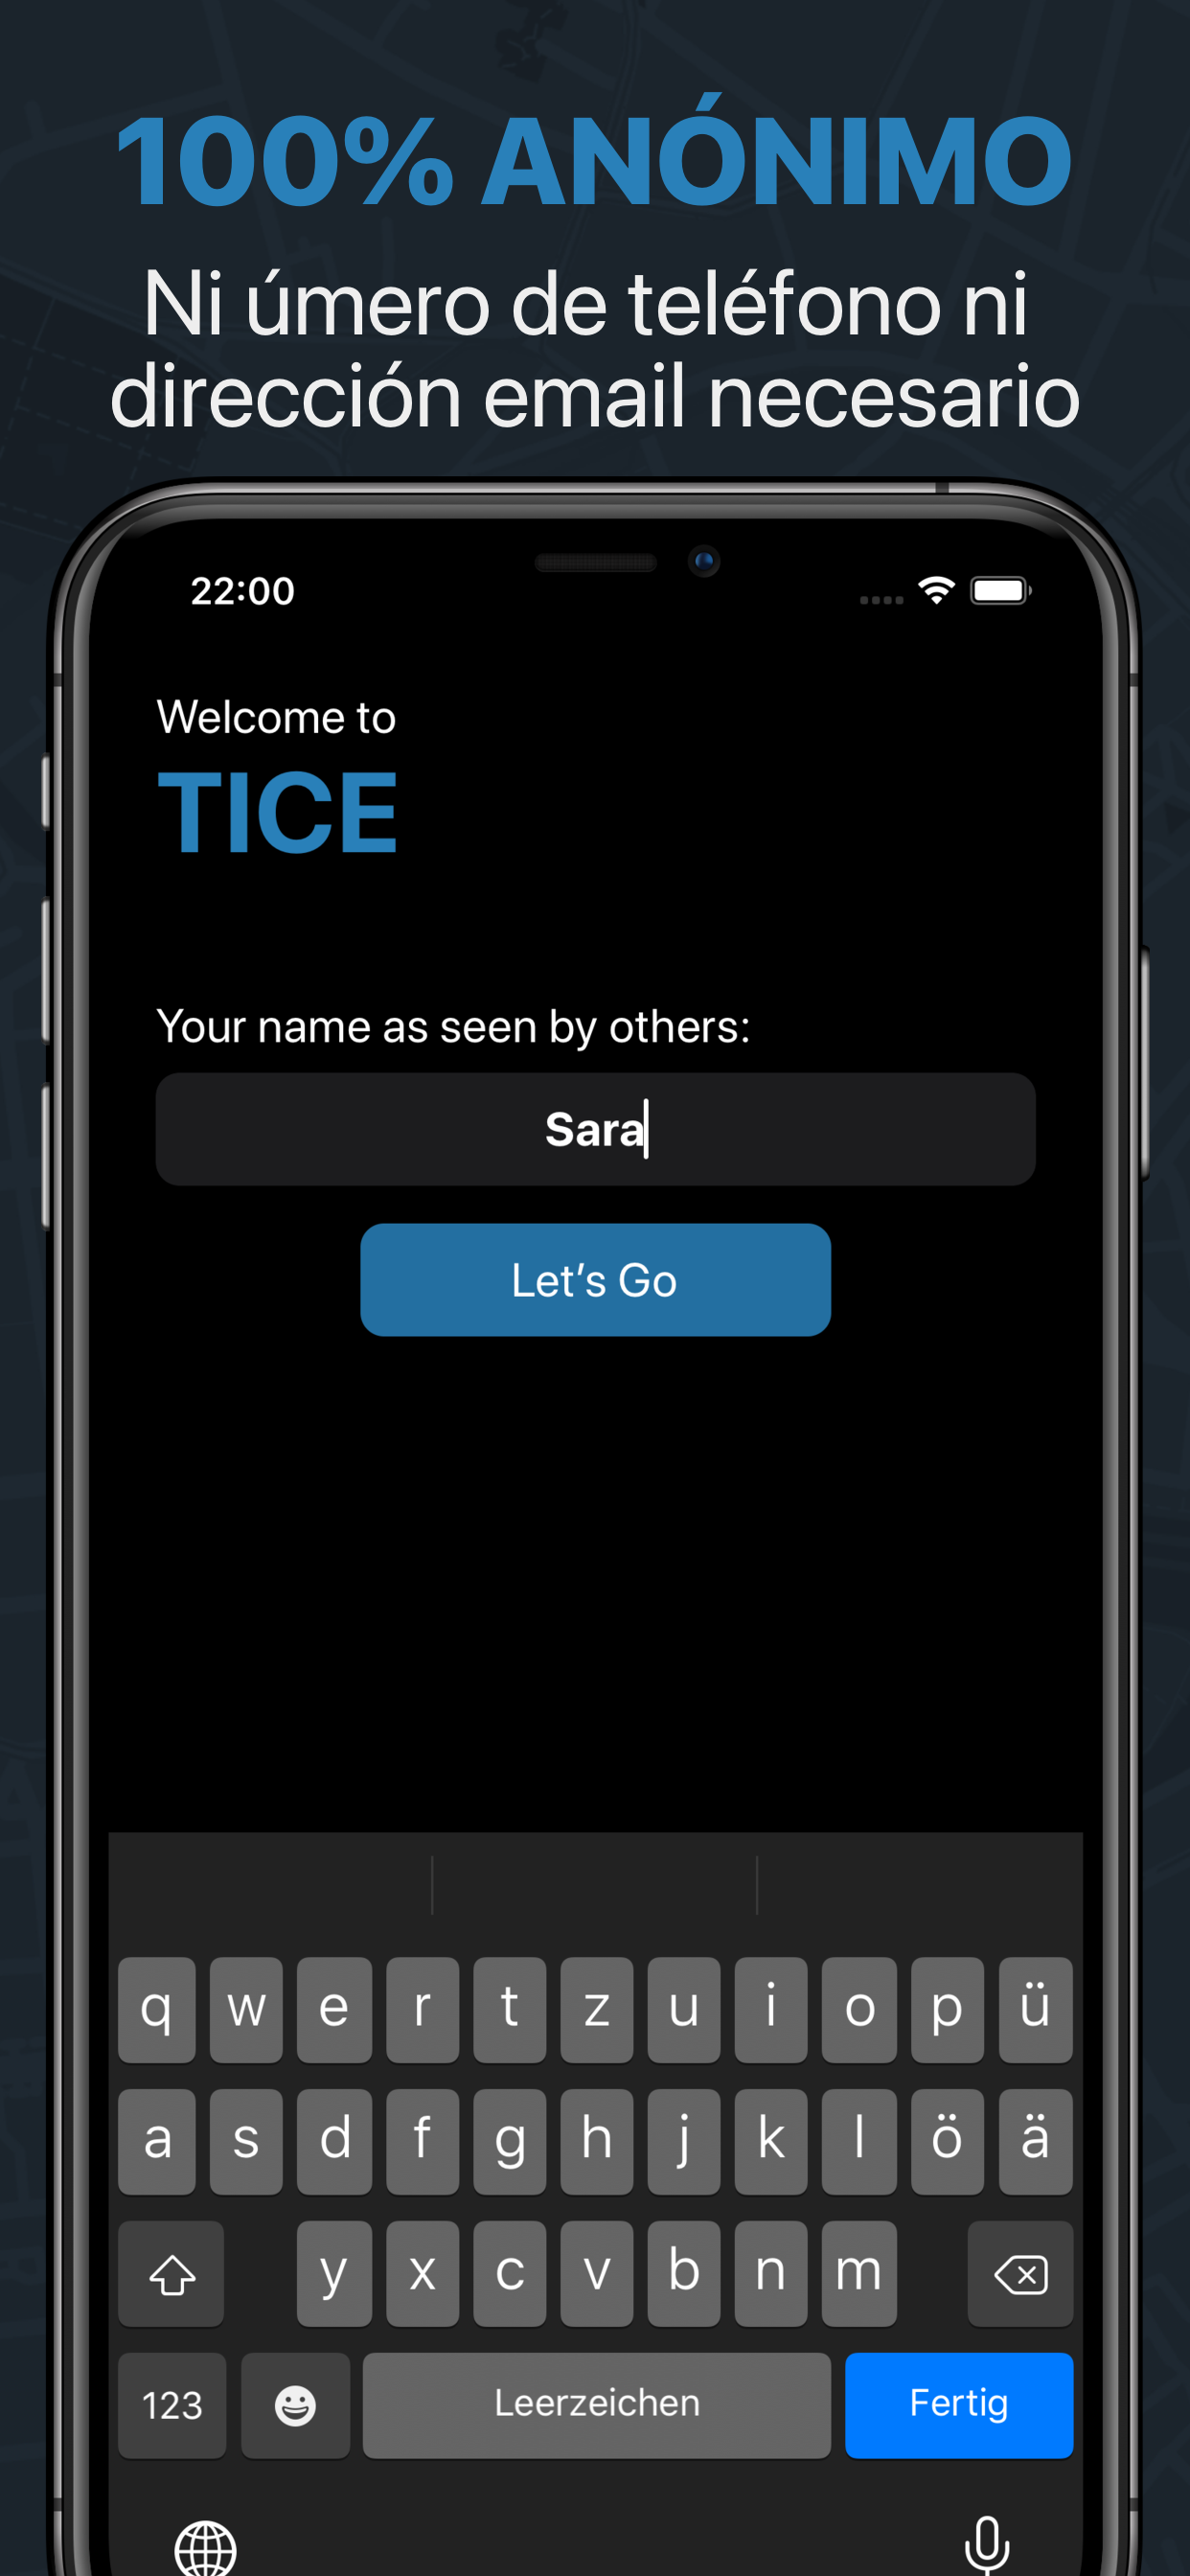 100% ANÓNIMO
Ni úmero de teléfono ni
dirección email necesario
22:00
Welcome to
TICE
Your name as seen by others:
Sara
Let’s Go
q w e r t z u i o p ü
a s d f g h j k l ö ä
y x c v b n m
123 Leerzeichen Fertig